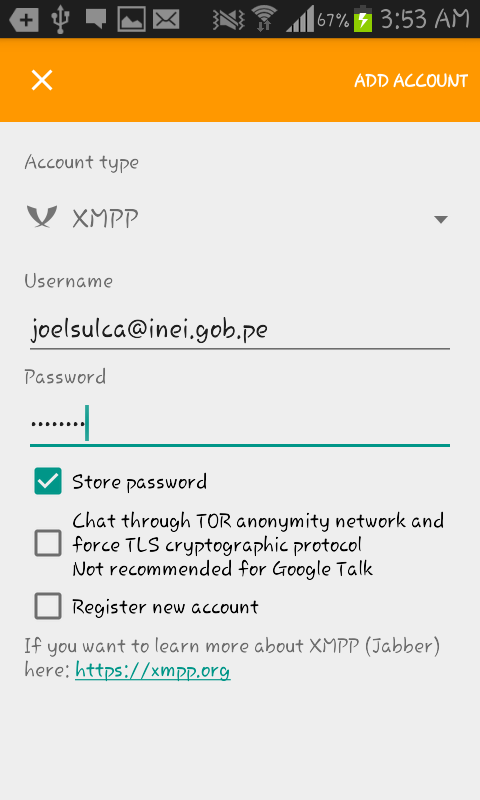 67% 3:53 AM
ADD ACCOUNT
Account type
XMPP
Username
joelsulca@inei.gob.pe
Password
••••••••
Store password
Chat through TOR anonymity network and
force TLS cryptographic protocol
Not recommended for Google Talk
Register new account
If you want to learn more about XMPP (Jabber)
here: https://xmpp.org